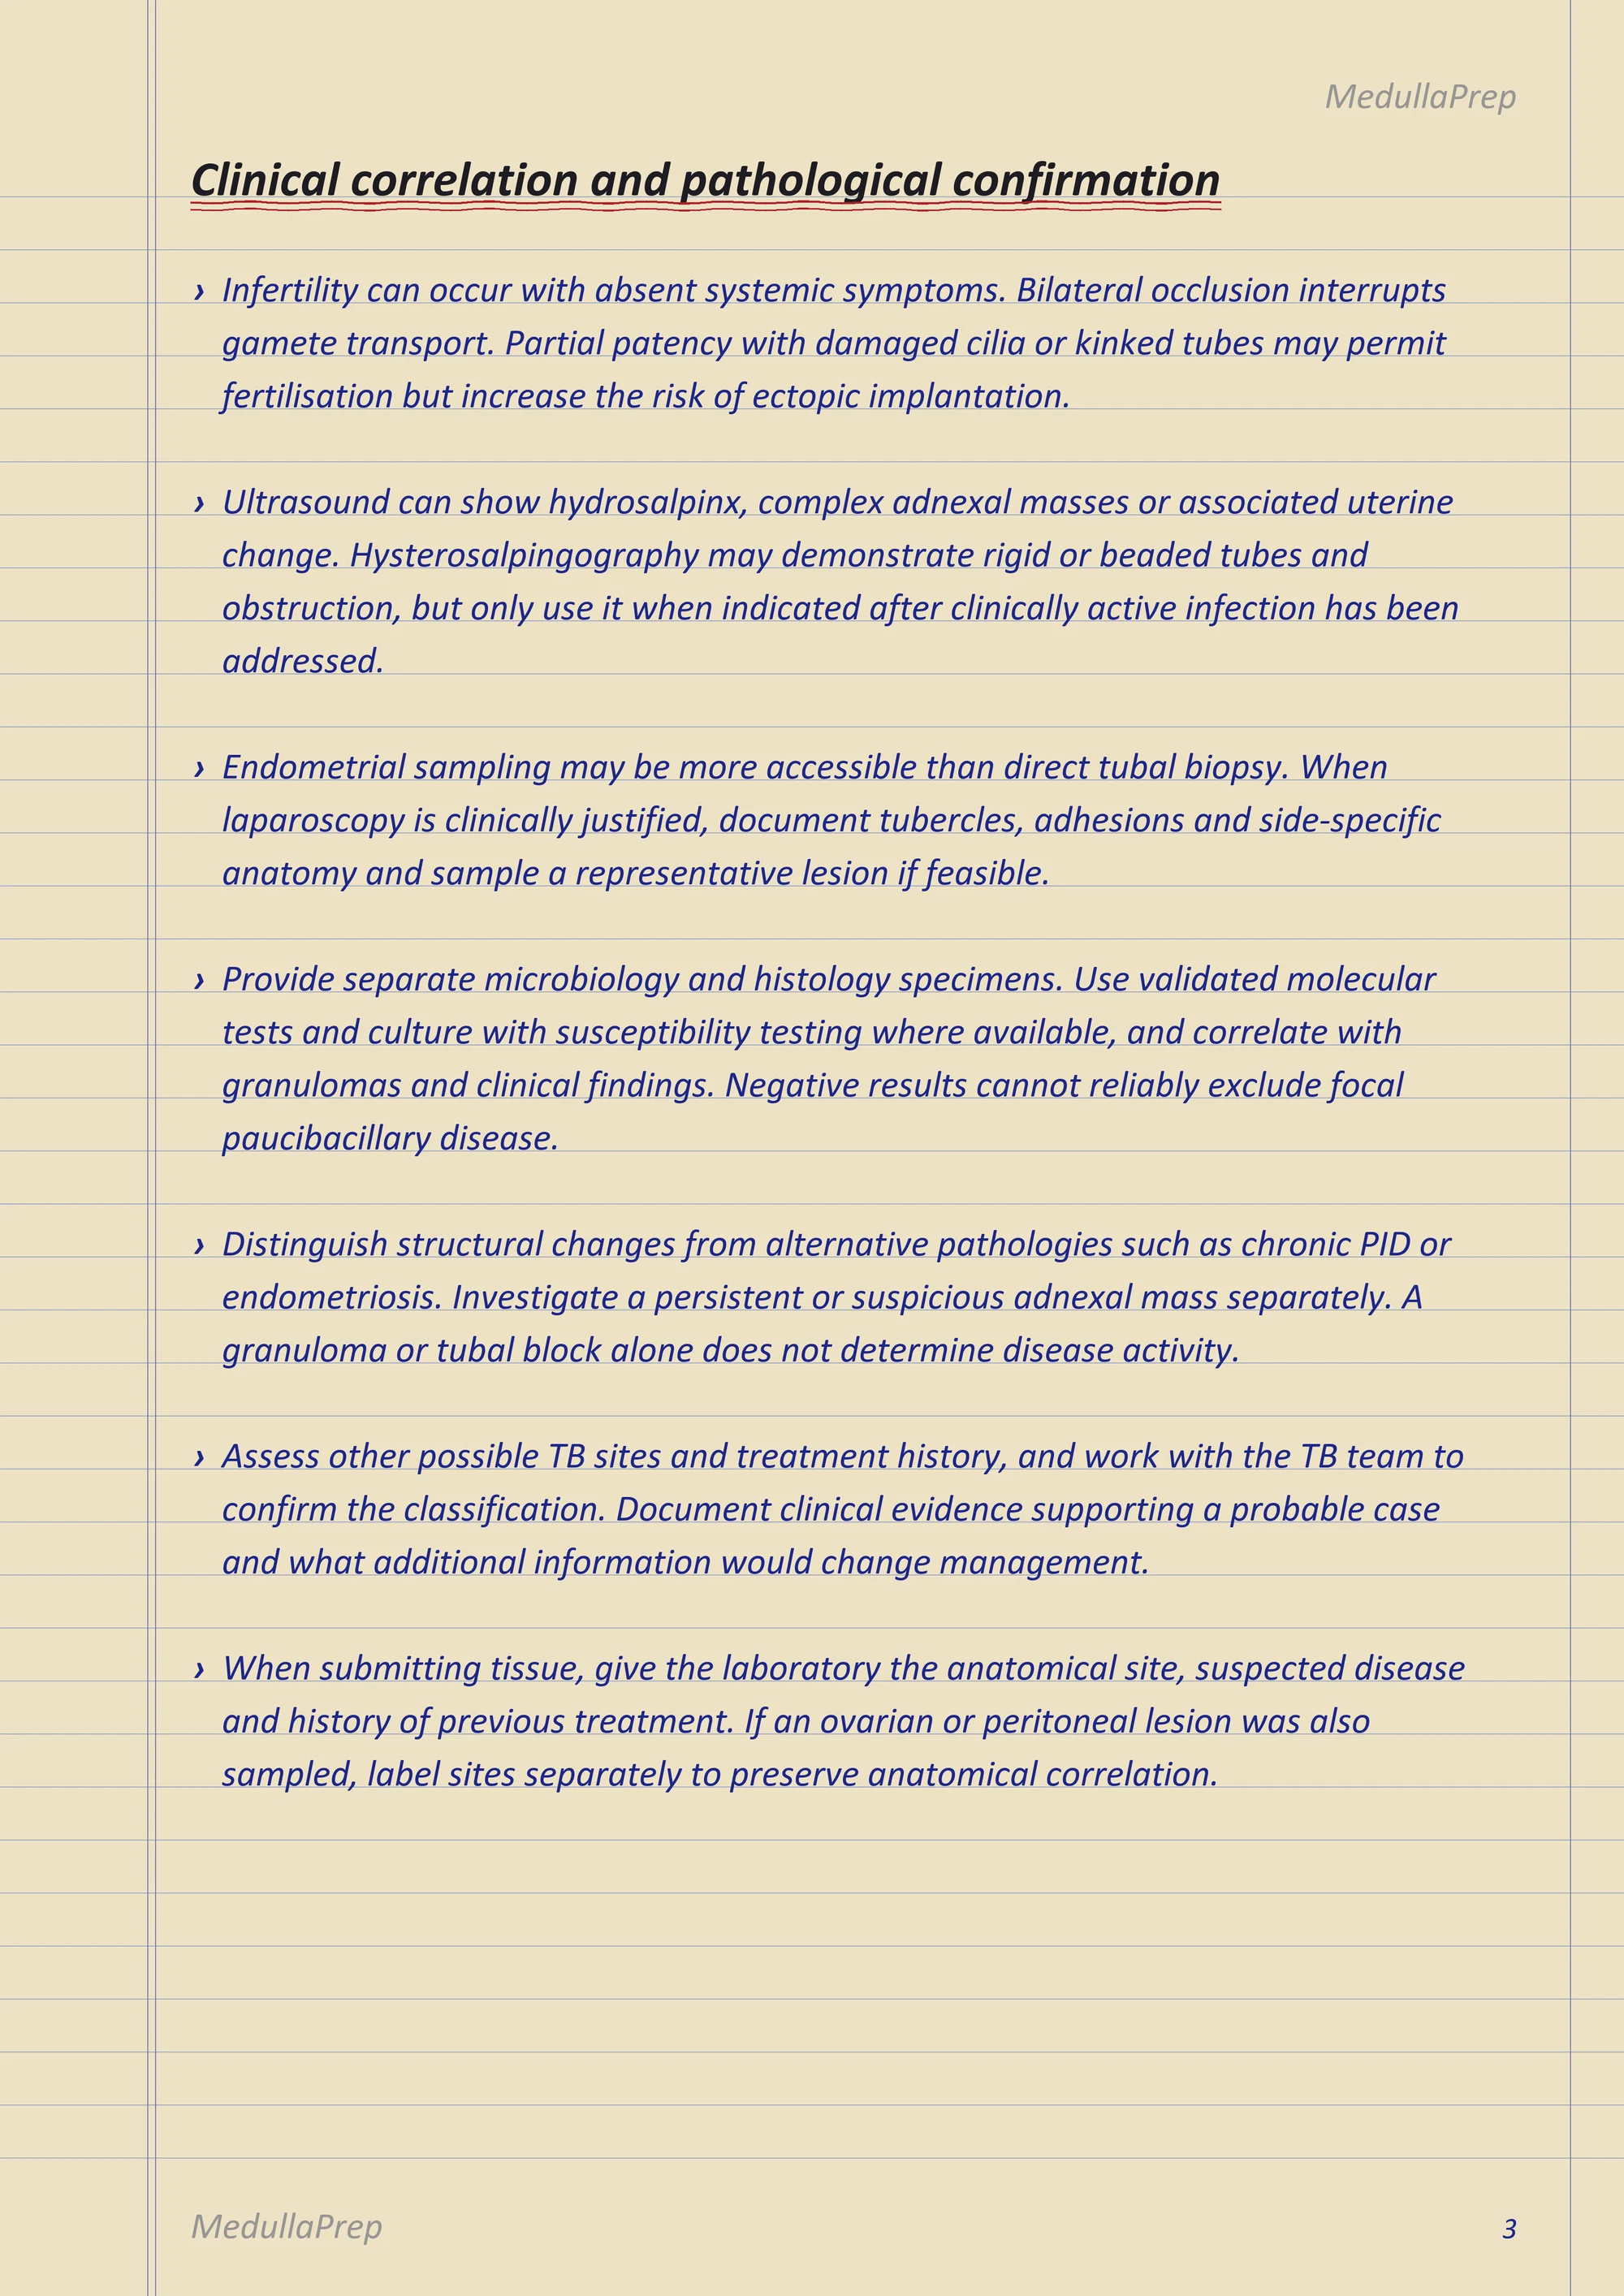 MedullaPrep
Clinical correlation and pathological confirmation
› Infertility can occur with absent systemic symptoms. Bilateral occlusion interrupts
gamete transport. Partial patency with damaged cilia or kinked tubes may permit
fertilisation but increase the risk of ectopic implantation.
› Ultrasound can show hydrosalpinx, complex adnexal masses or associated uterine
change. Hysterosalpingography may demonstrate rigid or beaded tubes and
obstruction, but only use it when indicated after clinically active infection has been
addressed.
› Endometrial sampling may be more accessible than direct tubal biopsy. When
laparoscopy is clinically justified, document tubercles, adhesions and side-specific
anatomy and sample a representative lesion if feasible.
› Provide separate microbiology and histology specimens. Use validated molecular
tests and culture with susceptibility testing where available, and correlate with
granulomas and clinical findings. Negative results cannot reliably exclude focal
paucibacillary disease.
› Distinguish structural changes from alternative pathologies such as chronic PID or
endometriosis. Investigate a persistent or suspicious adnexal mass separately. A
granuloma or tubal block alone does not determine disease activity.
› Assess other possible TB sites and treatment history, and work with the TB team to
confirm the classification. Document clinical evidence supporting a probable case
and what additional information would change management.
› When submitting tissue, give the laboratory the anatomical site, suspected disease
and history of previous treatment. If an ovarian or peritoneal lesion was also
sampled, label sites separately to preserve anatomical correlation.
MedullaPrep
3